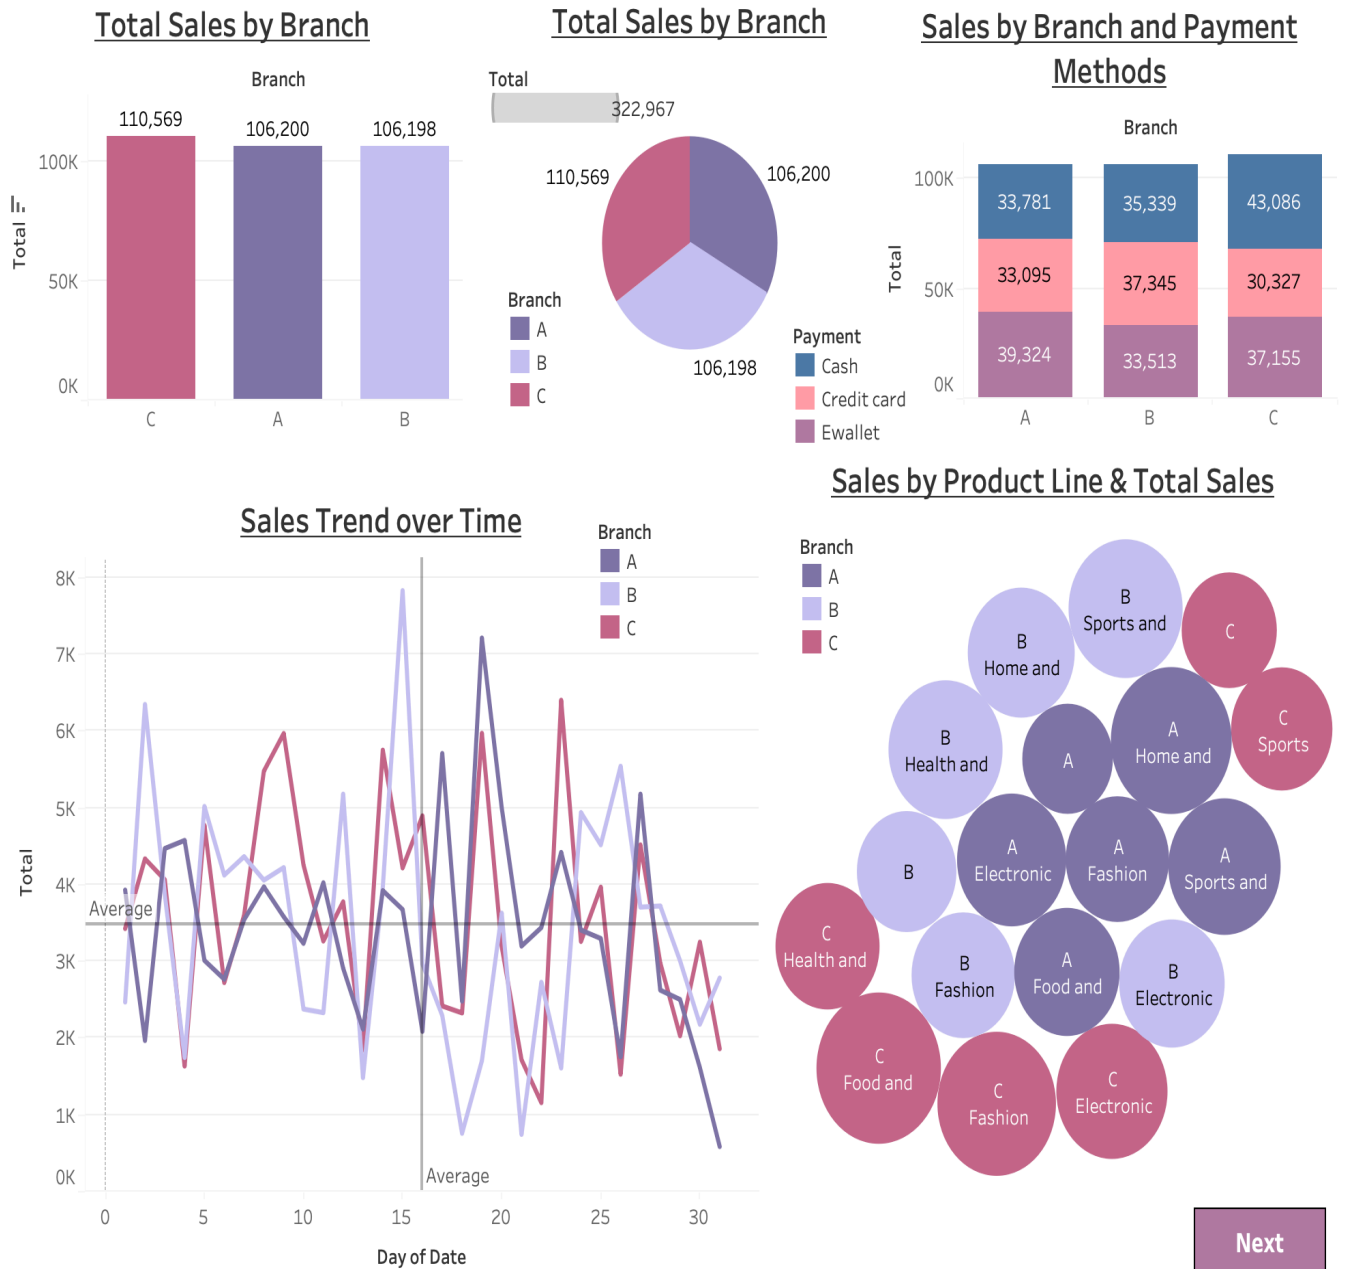 Total Sales by Branch
Branch
110,569
106,200
106,198
100K
50K
0K
Total
C
A
B
Total Sales by Branch
Total
322,967
110,569
106,200
106,198
Branch
A
B
C
Sales by Branch and Payment
Methods
Branch
100K
50K
0K
Total
33,781
35,339
43,086
33,095
37,345
30,327
39,324
33,513
37,155
A
B
C
Payment
Cash
Credit card
Ewallet
Sales Trend over Time
Branch
A
B
C
8K
7K
6K
5K
4K
3K
2K
1K
0K
Total
Average
Average
0
5
10
15
20
25
30
Day of Date
Sales by Product Line & Total Sales
Branch
A
B
C
B
Sports and
C
B
Home and
C
Sports
A
Home and
B
Health and
A
A
Electronic
A
Fashion
A
Sports and
B
C
Health and
B
Fashion
A
Food and
B
Electronic
C
Food and
C
Fashion
C
Electronic
Next